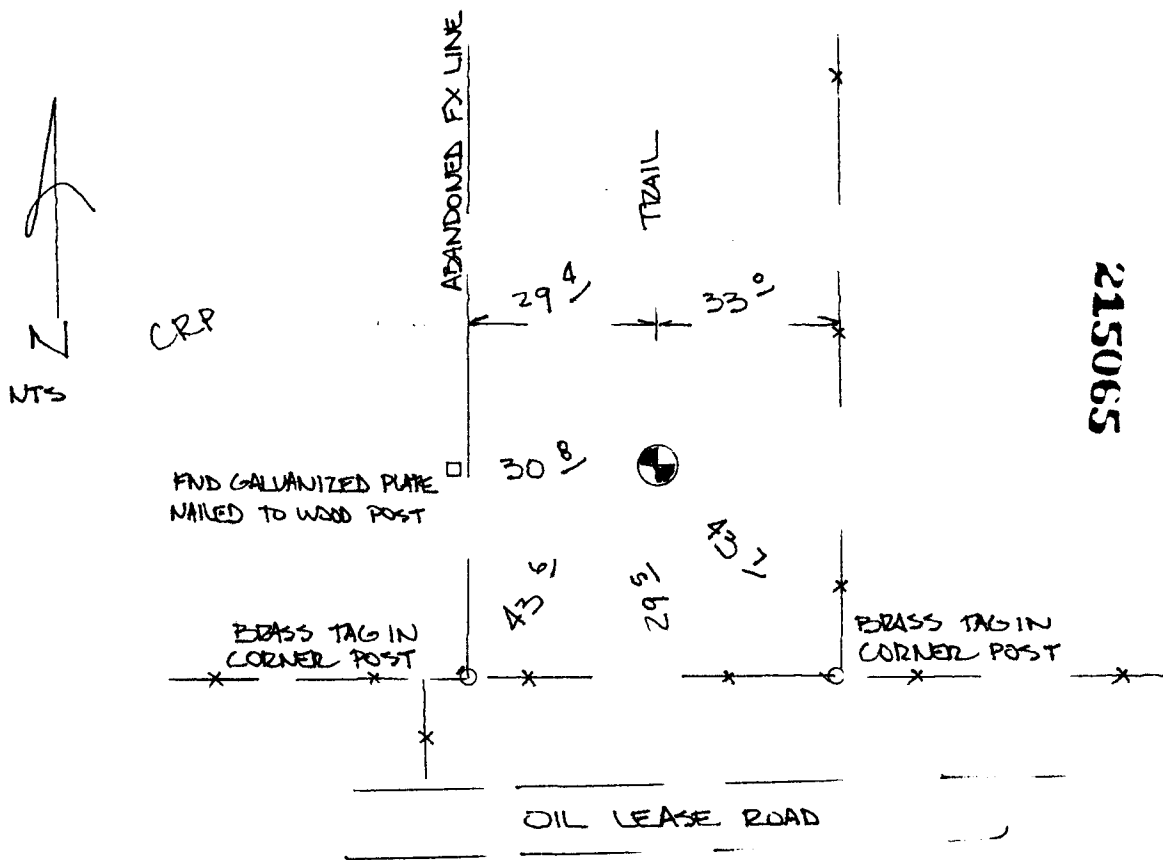 ABANDONED FX LINE
TRAIL
29 4
33 0
215065
N
NTS
CRP
FND GALVANIZED PLATE
NAILED TO WOOD POST
30 8
43 6
29 5
43 7
BRASS TAG IN
CORNER POST
BRASS TAG IN
CORNER POST
OIL LEASE ROAD